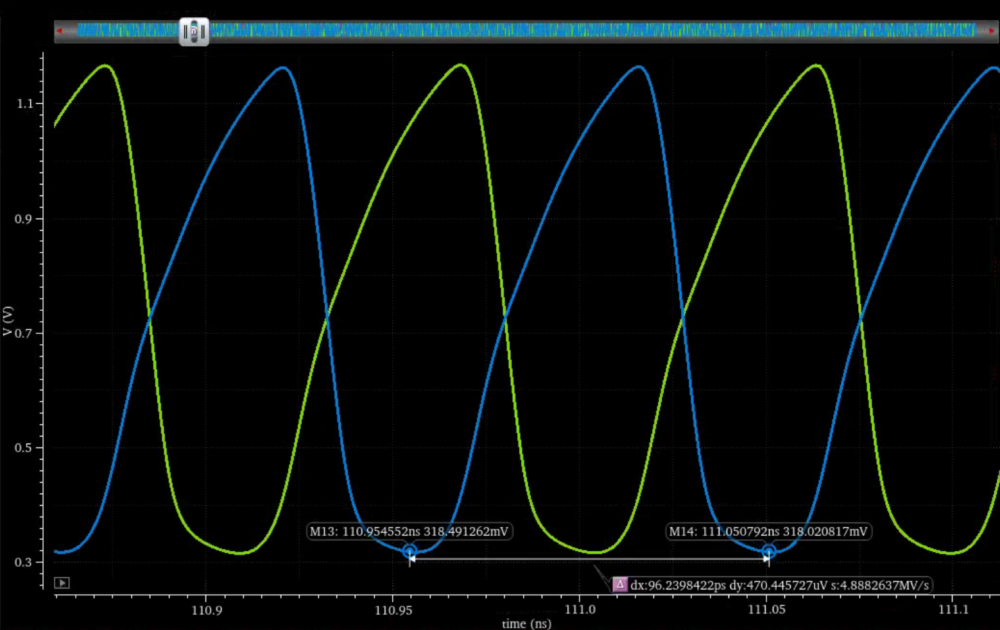 1.1
0.9
V (V)
0.7
0.5
M13: 110.954552ns 318.491262mV
M14: 111.050792ns 318.020817mV
0.3
Δ dx:96.2398422ps dy:470.445727uV s:4.8882637MV/s
110.9 110.95 111.0 111.05 111.1
time (ns)